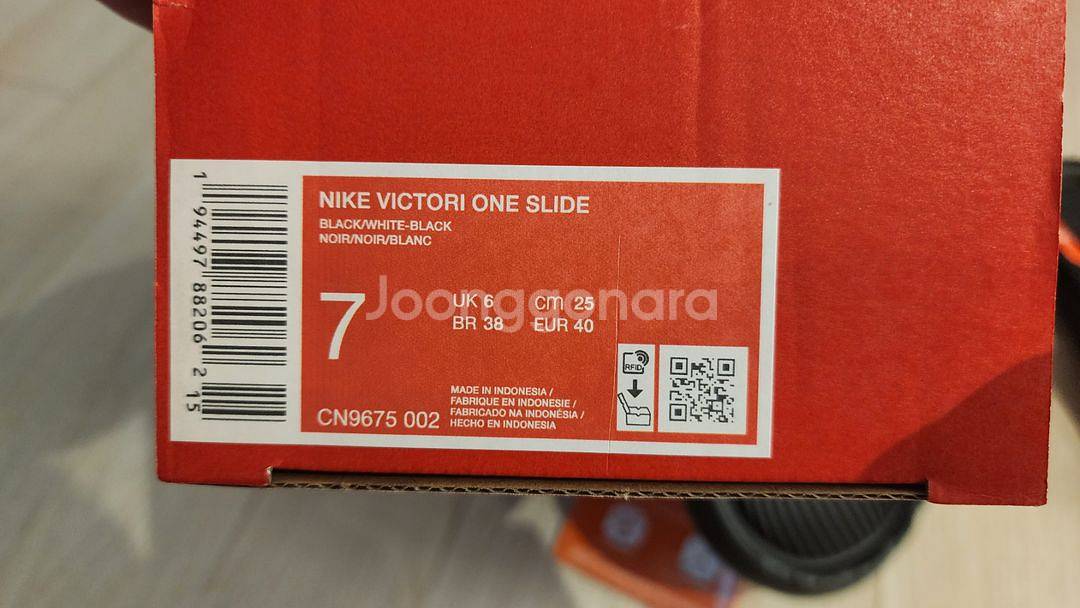 NIKE VICTORI ONE SLIDE
BLACK/WHITE-BLACK
NOIR/NOIR/BLANC
7
UK 6 cm 25
BR 38 EUR 40
Joonggonara
CN9675 002
MADE IN INDONESIA /
FABRIQUE EN INDONESIE /
FABRICADO NA INDONÉSIA /
HECHO EN INDONESIA
RFID
1 94497 88206 2 15